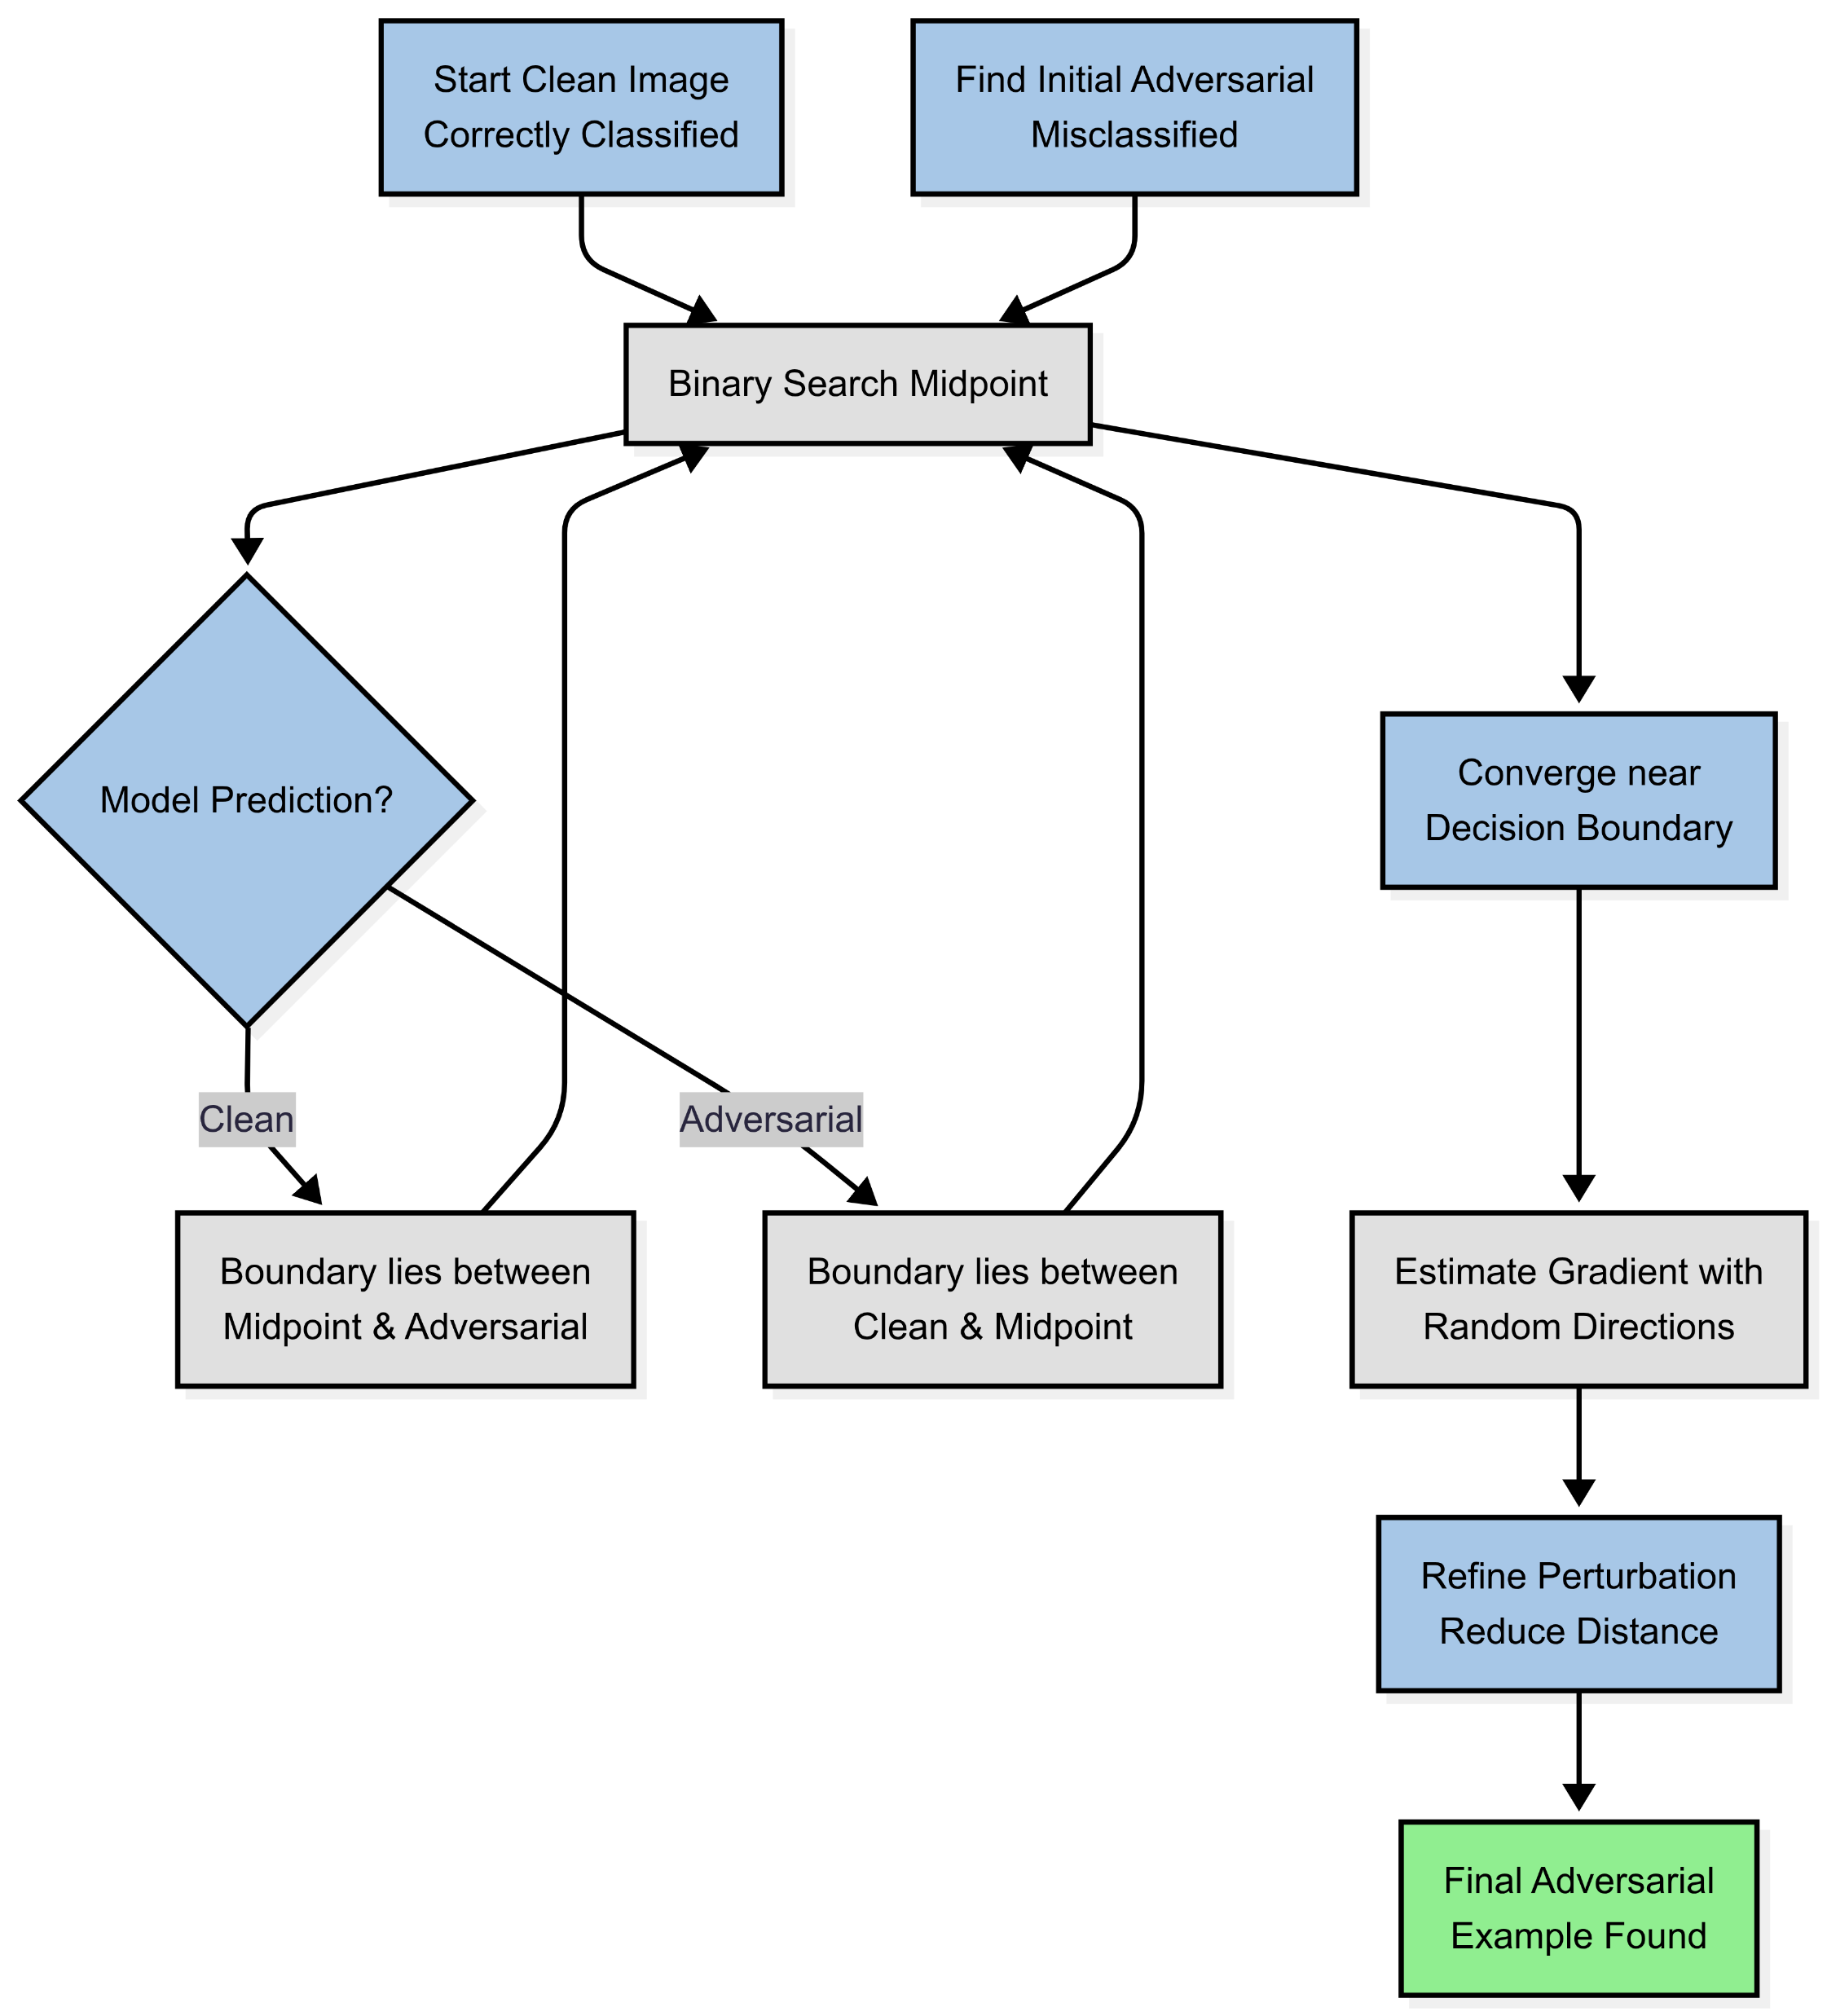 Start Clean Image
Correctly Classified
Find Initial Adversarial
Misclassified
Binary Search Midpoint
Model Prediction?
Converge near
Decision Boundary
Clean
Adversarial
Boundary lies between
Midpoint & Adversarial
Boundary lies between
Clean & Midpoint
Estimate Gradient with
Random Directions
Refine Perturbation
Reduce Distance
Final Adversarial
Example Found